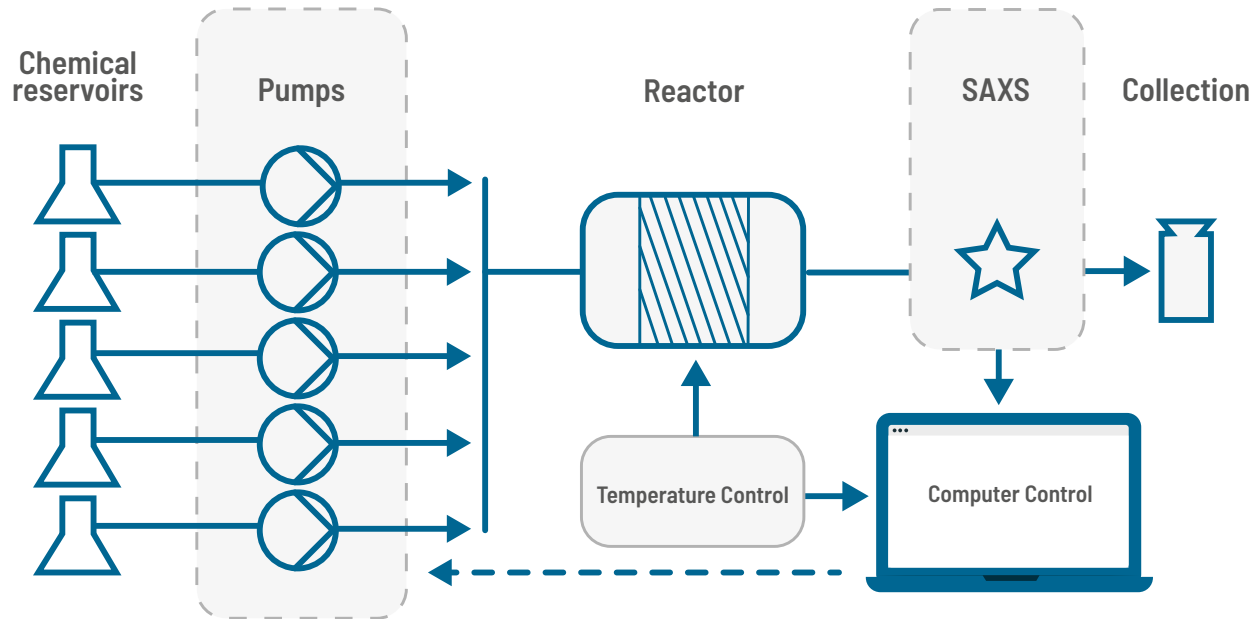 Chemical
reservoirs
Pumps
Reactor
SAXS
Collection
Temperature Control
Computer Control